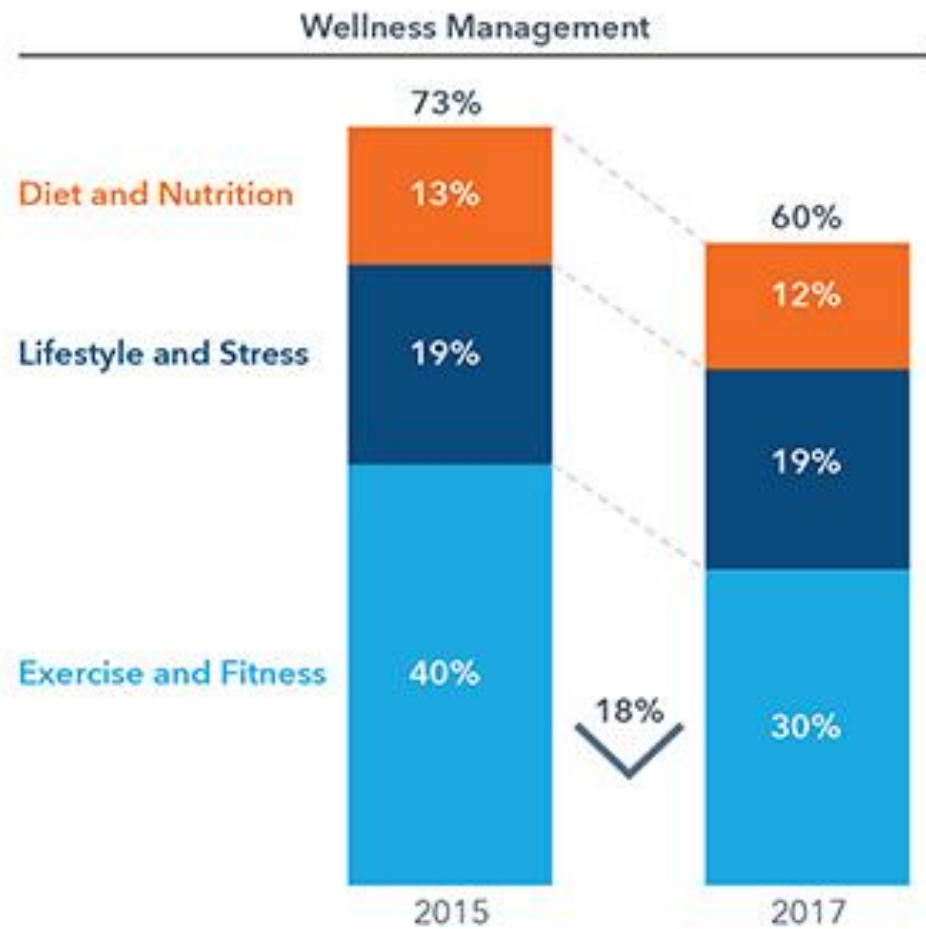 Wellness Management
73%
Diet and Nutrition
13%
60%
12%
Lifestyle and Stress
19%
19%
Exercise and Fitness
40%
18%
30%
2015
2017